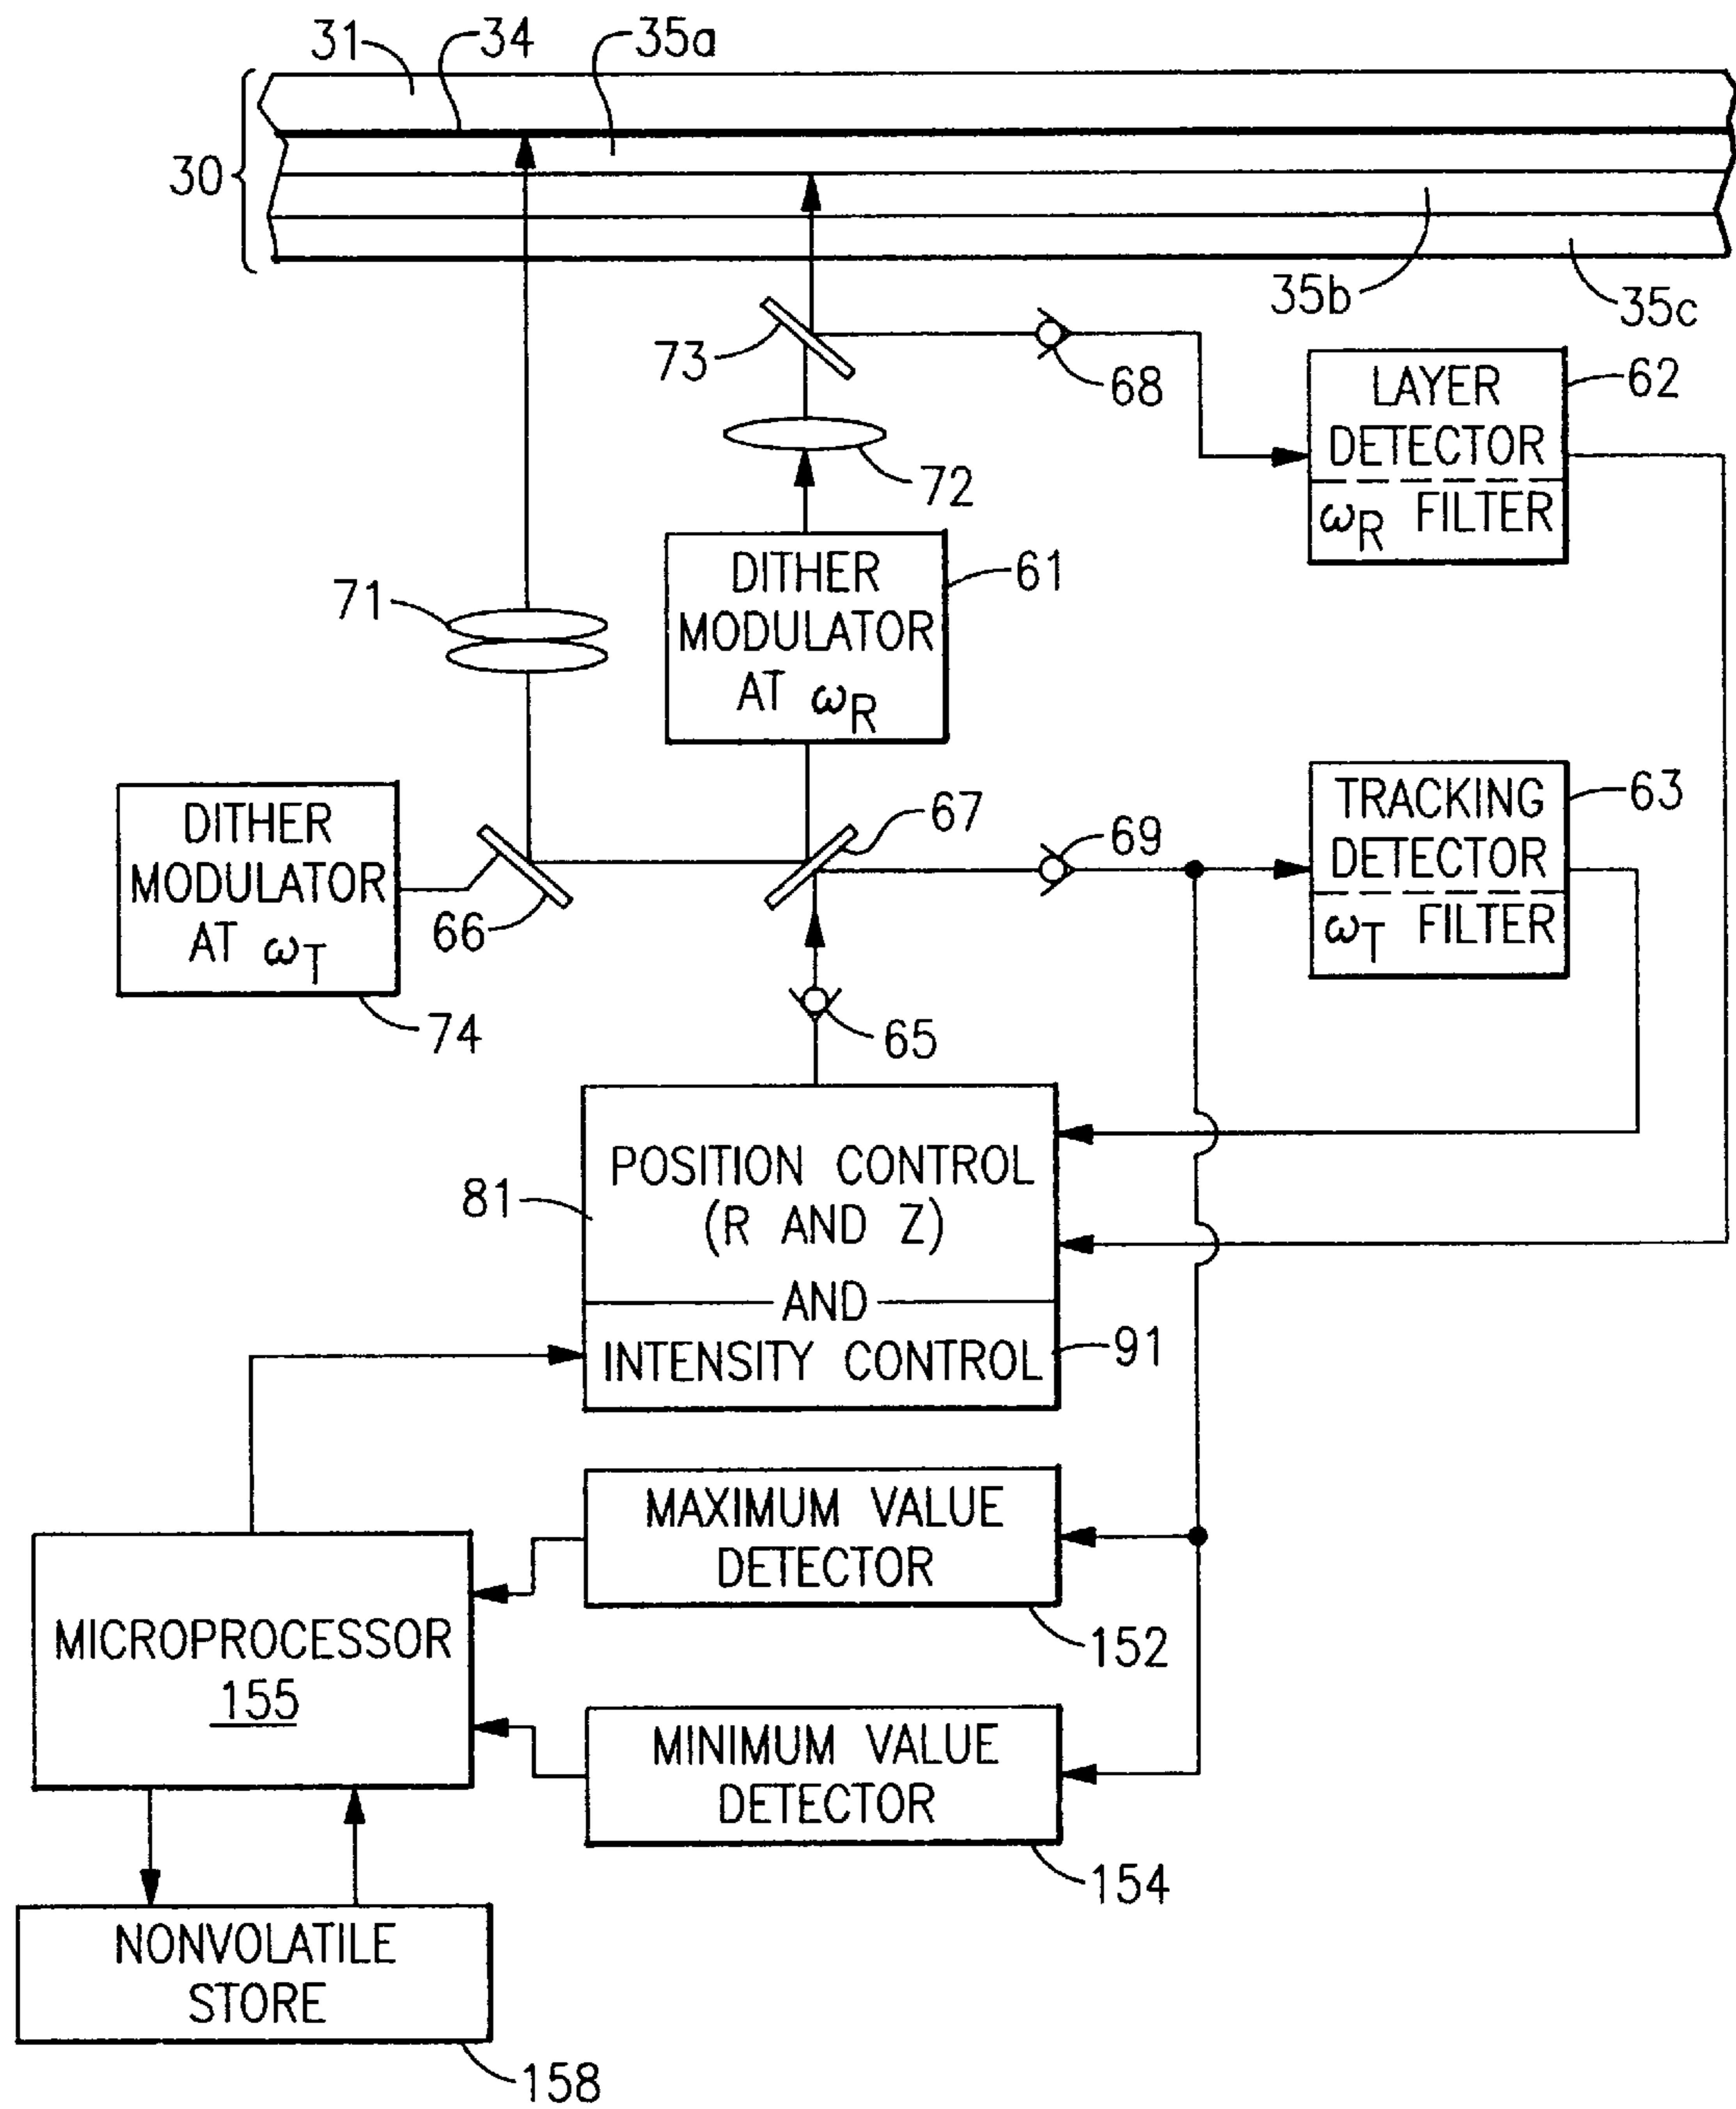 31
34
35a
30
35b
35c
73
68
62
LAYER
DETECTOR
ωR FILTER
72
DITHER
MODULATOR
AT ωR
61
71
DITHER
MODULATOR
AT ωT
74
66
67
69
TRACKING
DETECTOR
ωT FILTER
63
65
POSITION CONTROL
(R AND Z)
AND
INTENSITY CONTROL
81
91
MAXIMUM VALUE
DETECTOR
152
MICROPROCESSOR
155
MINIMUM VALUE
DETECTOR
154
NONVOLATILE
STORE
158